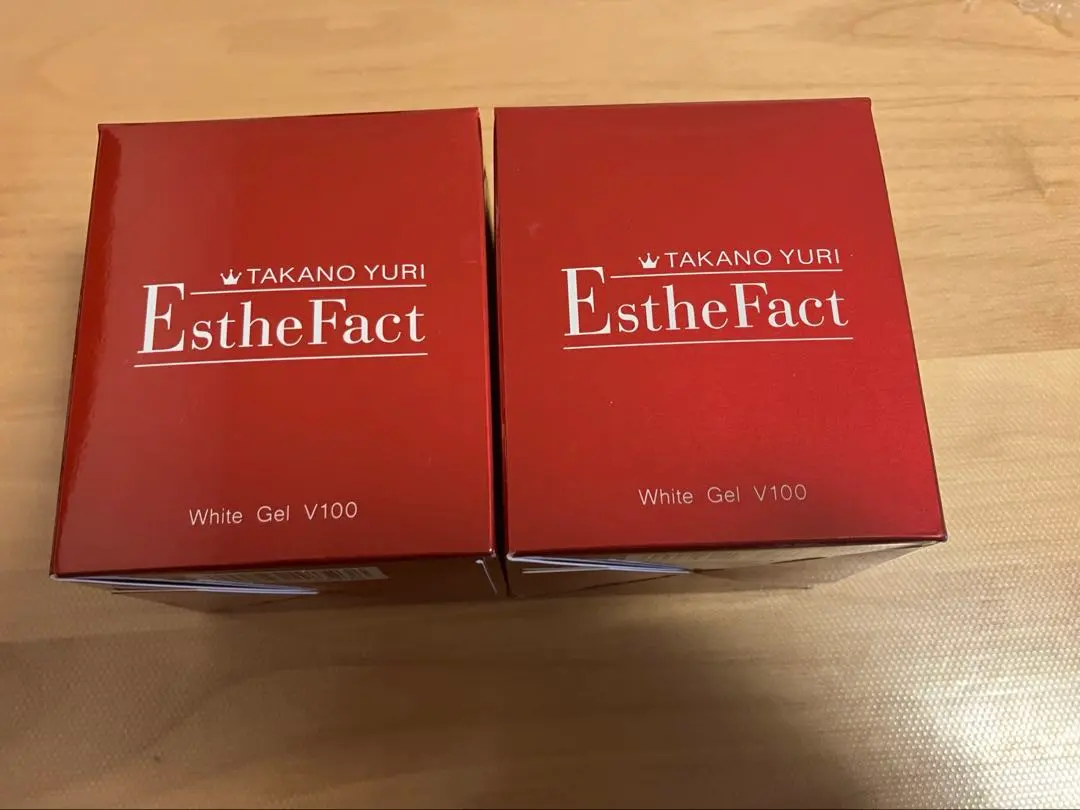 TAKANO YURI
EstheFact
White Gel V100
TAKANO YURI
EstheFact
White Gel V100